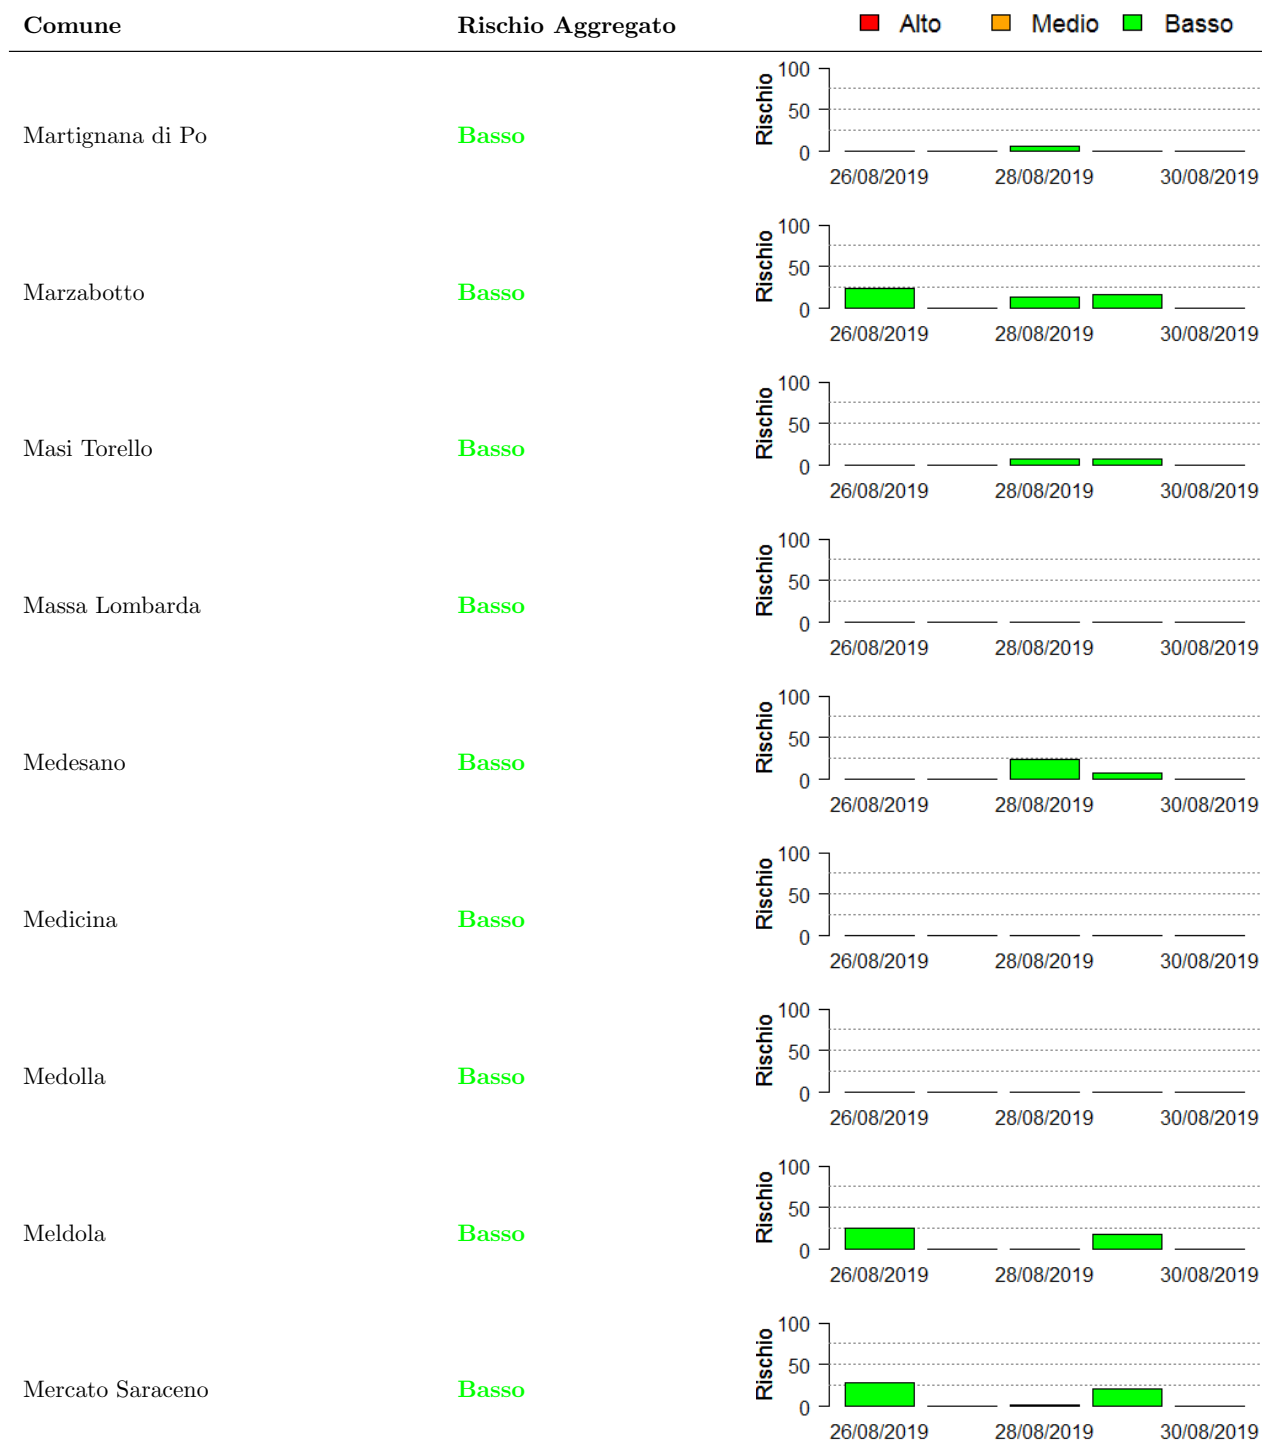 Comune Rischio Aggregato Alto Medio Basso
100
50
0
Rischio
Martignana di Po Basso
26/08/2019 28/08/2019 30/08/2019
100
50
0
Rischio
Marzabotto Basso
26/08/2019 28/08/2019 30/08/2019
100
50
0
Rischio
Masi Torello Basso
26/08/2019 28/08/2019 30/08/2019
100
50
0
Rischio
Massa Lombarda Basso
26/08/2019 28/08/2019 30/08/2019
100
50
0
Rischio
Medesano Basso
26/08/2019 28/08/2019 30/08/2019
100
50
0
Rischio
Medicina Basso
26/08/2019 28/08/2019 30/08/2019
100
50
0
Rischio
Medolla Basso
26/08/2019 28/08/2019 30/08/2019
100
50
0
Rischio
Meldola Basso
26/08/2019 28/08/2019 30/08/2019
100
50
0
Rischio
Mercato Saraceno Basso
26/08/2019 28/08/2019 30/08/2019